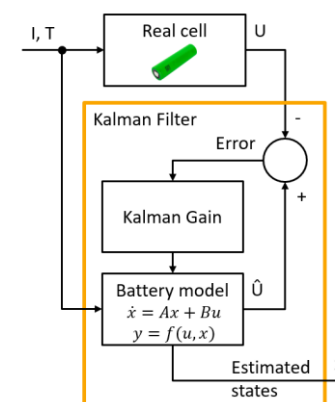 I, T
Real cell
U
Kalman Filter
-
Error
+
Kalman Gain
Battery model
Û
ẋ = Ax + Bu
y = f(u, x)
Estimated
states